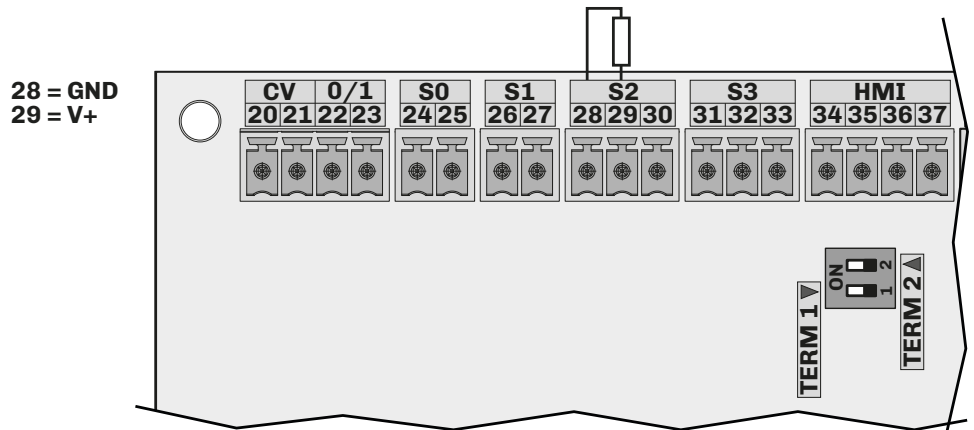 28 = GND
29 = V+
CV 0/1 S0 S1 S2 S3 HMI
20 21 22 23 24 25 26 27 28 29 30 31 32 33 34 35 36 37
ON
1 2
TERM 1
TERM 2